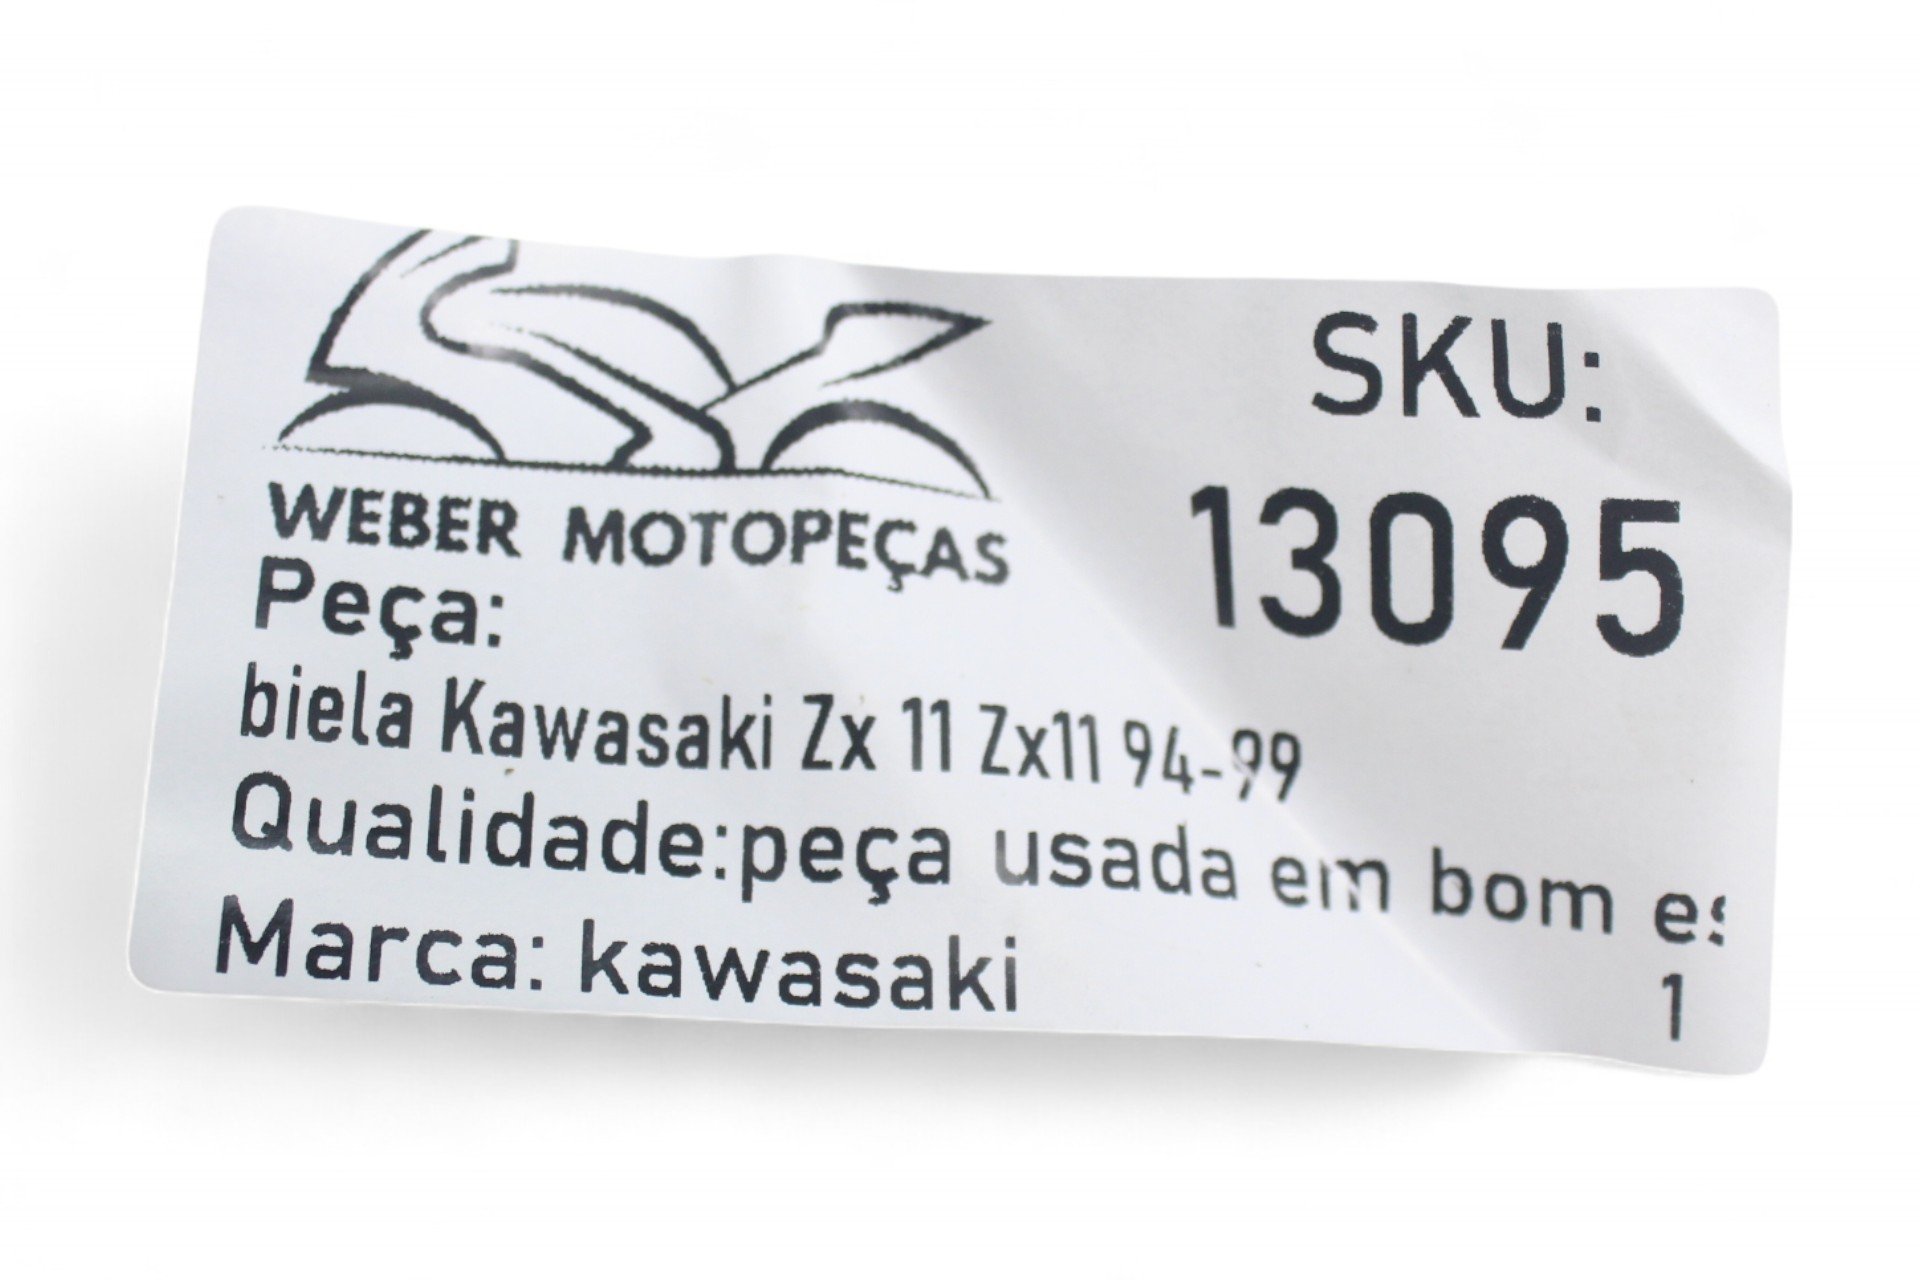 WEBER MOTOPEÇAS
SKU:
13095
Peça:
biela Kawasaki Zx 11 Zx11 94-99
Qualidade:peça usada em bom es
Marca: kawasaki
1